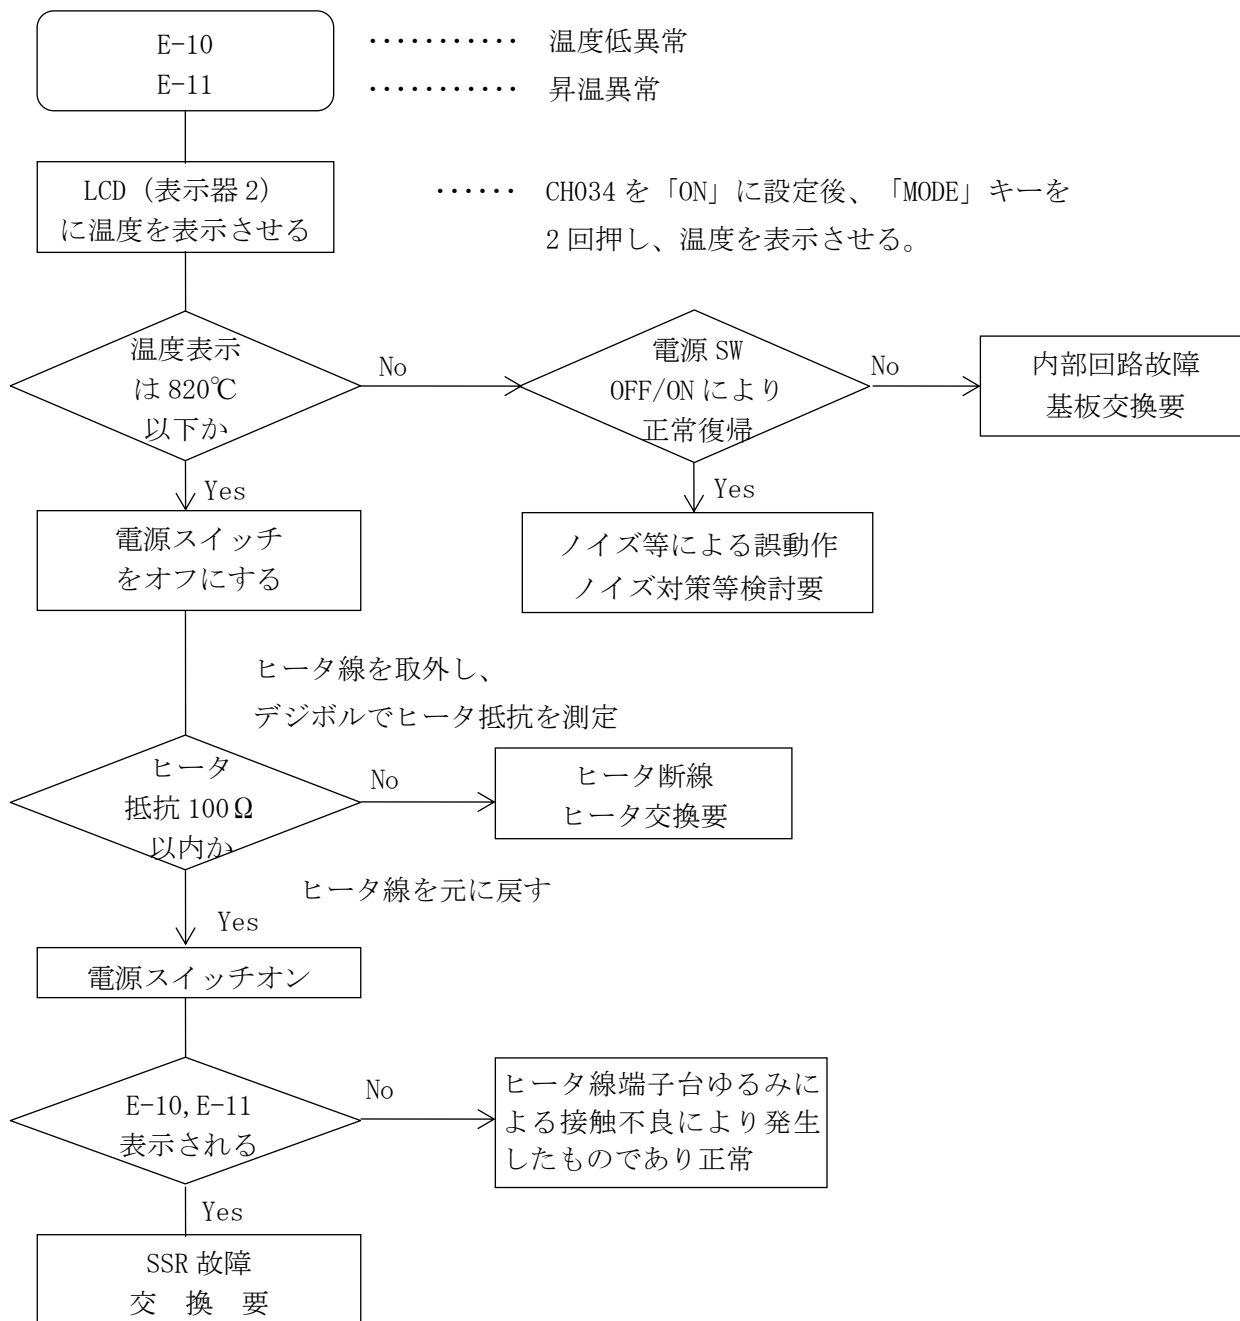 E-10 ・・・・・・・・・・・ 温度低異常
E-11 ・・・・・・・・・・・ 昇温異常
LCD（表示器 2）
に温度を表示させる
・・・・・・ CH034 を「ON」に設定後、「MODE」キーを
2 回押し、温度を表示させる。
温度表示
は 820℃
以下か
No
電源 SW
OFF/ON により
正常復帰
No
内部回路故障
基板交換要
Yes
Yes
電源スイッチ
をオフにする
ノイズ等による誤動作
ノイズ対策等検討要
ヒータ線を取外し、
デジボルでヒータ抵抗を測定
ヒータ
抵抗 100Ω
以内か
No
ヒータ断線
ヒータ交換要
ヒータ線を元に戻す
Yes
電源スイッチオン
E-10,E-11
表示される
No
ヒータ線端子台ゆるみに
よる接触不良により発生
したものであり正常
Yes
SSR 故障
交　換　要